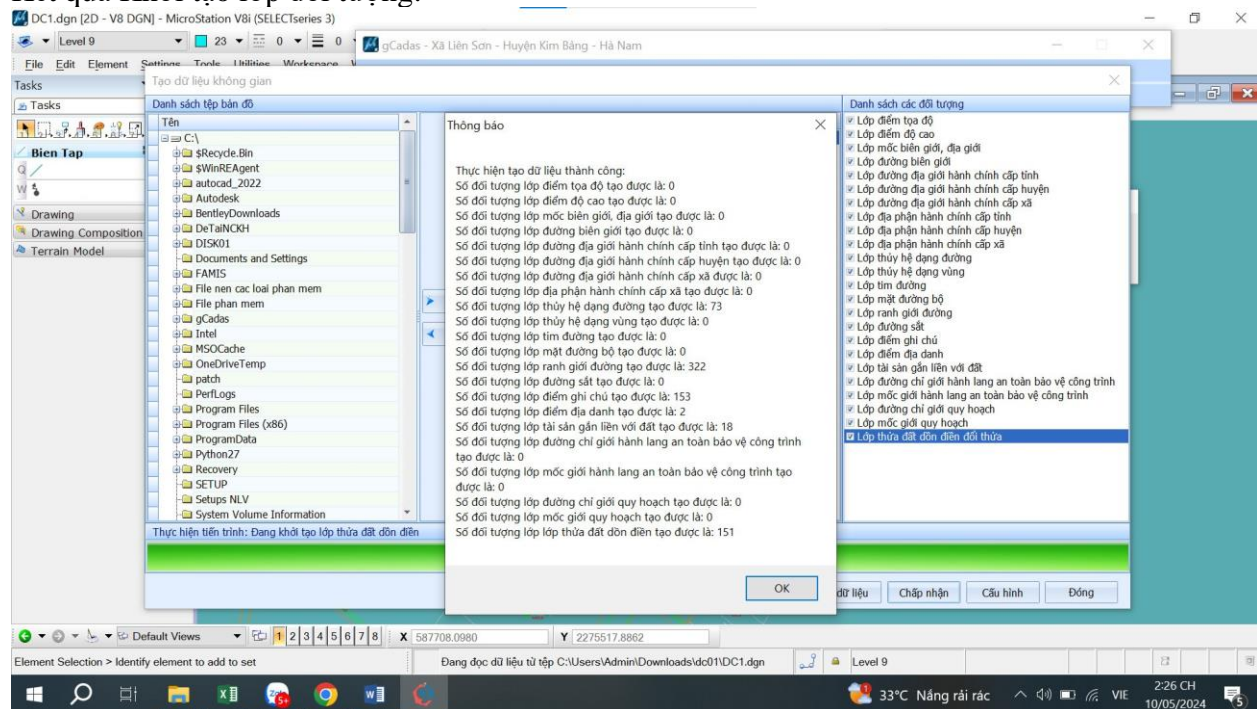 Kết quả Khởi tạo lớp đối tượng:
DC1.dgn [2D - V8 DGN] - MicroStation V8i (SELECTseries 3)
Level 9
23
0
0
gCadas - Xã Liên Sơn - Huyện Kim Bảng - Hà Nam
File Edit Element Settings Tools Utilities Workspace
Tasks
Tasks
Bien Tap
Q
W
Drawing
Drawing Composition
Terrain Model
Tạo dữ liệu không gian
Danh sách tệp bản đồ
Tên
C:\
$Recycle.Bin
$WinREAgent
autocad_2022
Autodesk
BentleyDownloads
DeTaiNCKH
DISK01
Documents and Settings
FAMIS
File nen cac loai phan mem
File phan mem
gCadas
Intel
MSOCache
OneDriveTemp
patch
PerfLogs
Program Files
Program Files (x86)
ProgramData
Python27
Recovery
SETUP
Setups NLV
System Volume Information
Thực hiện tiến trình: Đang khởi tạo lớp thửa đất dồn điền
Thông báo
Thực hiện tạo dữ liệu thành công:
Số đối tượng lớp điểm tọa độ tạo được là: 0
Số đối tượng lớp điểm độ cao tạo được là: 0
Số đối tượng lớp mốc biên giới, địa giới tạo được là: 0
Số đối tượng lớp đường biên giới tạo được là: 0
Số đối tượng lớp đường địa giới hành chính cấp tỉnh tạo được là: 0
Số đối tượng lớp đường địa giới hành chính cấp huyện tạo được là: 0
Số đối tượng lớp đường địa giới hành chính cấp xã được là: 0
Số đối tượng lớp địa phận hành chính cấp xã tạo được là: 0
Số đối tượng lớp thủy hệ dạng đường tạo được là: 73
Số đối tượng lớp thủy hệ dạng vùng tạo được là: 0
Số đối tượng lớp tim đường tạo được là: 0
Số đối tượng lớp mặt đường bộ tạo được là: 0
Số đối tượng lớp ranh giới đường tạo được là: 322
Số đối tượng lớp đường sắt tạo được là: 0
Số đối tượng lớp điểm ghi chú tạo được là: 153
Số đối tượng lớp điểm địa danh tạo được là: 2
Số đối tượng lớp tài sản gắn liền với đất tạo được là: 18
Số đối tượng lớp đường chỉ giới hành lang an toàn bảo vệ công trình
tạo được là: 0
Số đối tượng lớp mốc giới hành lang an toàn bảo vệ công trình tạo
được là: 0
Số đối tượng lớp đường chỉ giới quy hoạch tạo được là: 0
Số đối tượng lớp mốc giới quy hoạch tạo được là: 0
Số đối tượng lớp lớp thửa đất dồn điền tạo được là: 151
OK
Danh sách các đối tượng
Lớp điểm tọa độ
Lớp điểm độ cao
Lớp mốc biên giới, địa giới
Lớp đường biên giới
Lớp đường địa giới hành chính cấp tỉnh
Lớp đường địa giới hành chính cấp huyện
Lớp đường địa giới hành chính cấp xã
Lớp địa phận hành chính cấp tỉnh
Lớp địa phận hành chính cấp huyện
Lớp địa phận hành chính cấp xã
Lớp thủy hệ dạng đường
Lớp thủy hệ dạng vùng
Lớp tim đường
Lớp mặt đường bộ
Lớp ranh giới đường
Lớp đường sắt
Lớp điểm ghi chú
Lớp điểm địa danh
Lớp tài sản gắn liền với đất
Lớp đường chỉ giới hành lang an toàn bảo vệ công trình
Lớp mốc giới hành lang an toàn bảo vệ công trình
Lớp đường chỉ giới quy hoạch
Lớp mốc giới quy hoạch
Lớp thửa đất dồn điền đổi thửa
dữ liệu Chấp nhận Cấu hình Đóng
Default Views 1 2 3 4 5 6 7 8 X 587708.0980 Y 2275517.8862
Element Selection > Identify element to add to set
Đang đọc dữ liệu từ tệp C:\Users\Admin\Downloads\dc01\DC1.dgn
Level 9
33°C Nắng rải rác VIE
2:26 CH
10/05/2024
5+
5